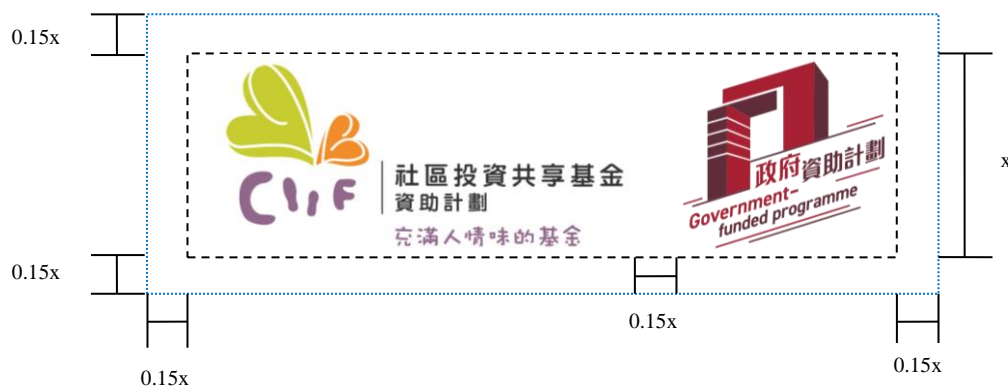 0.15x
CIIF
社區投資共享基金
資助計劃
充滿人情味的基金
政府資助計劃
Government-
funded programme
x
0.15x
0.15x
0.15x
0.15x